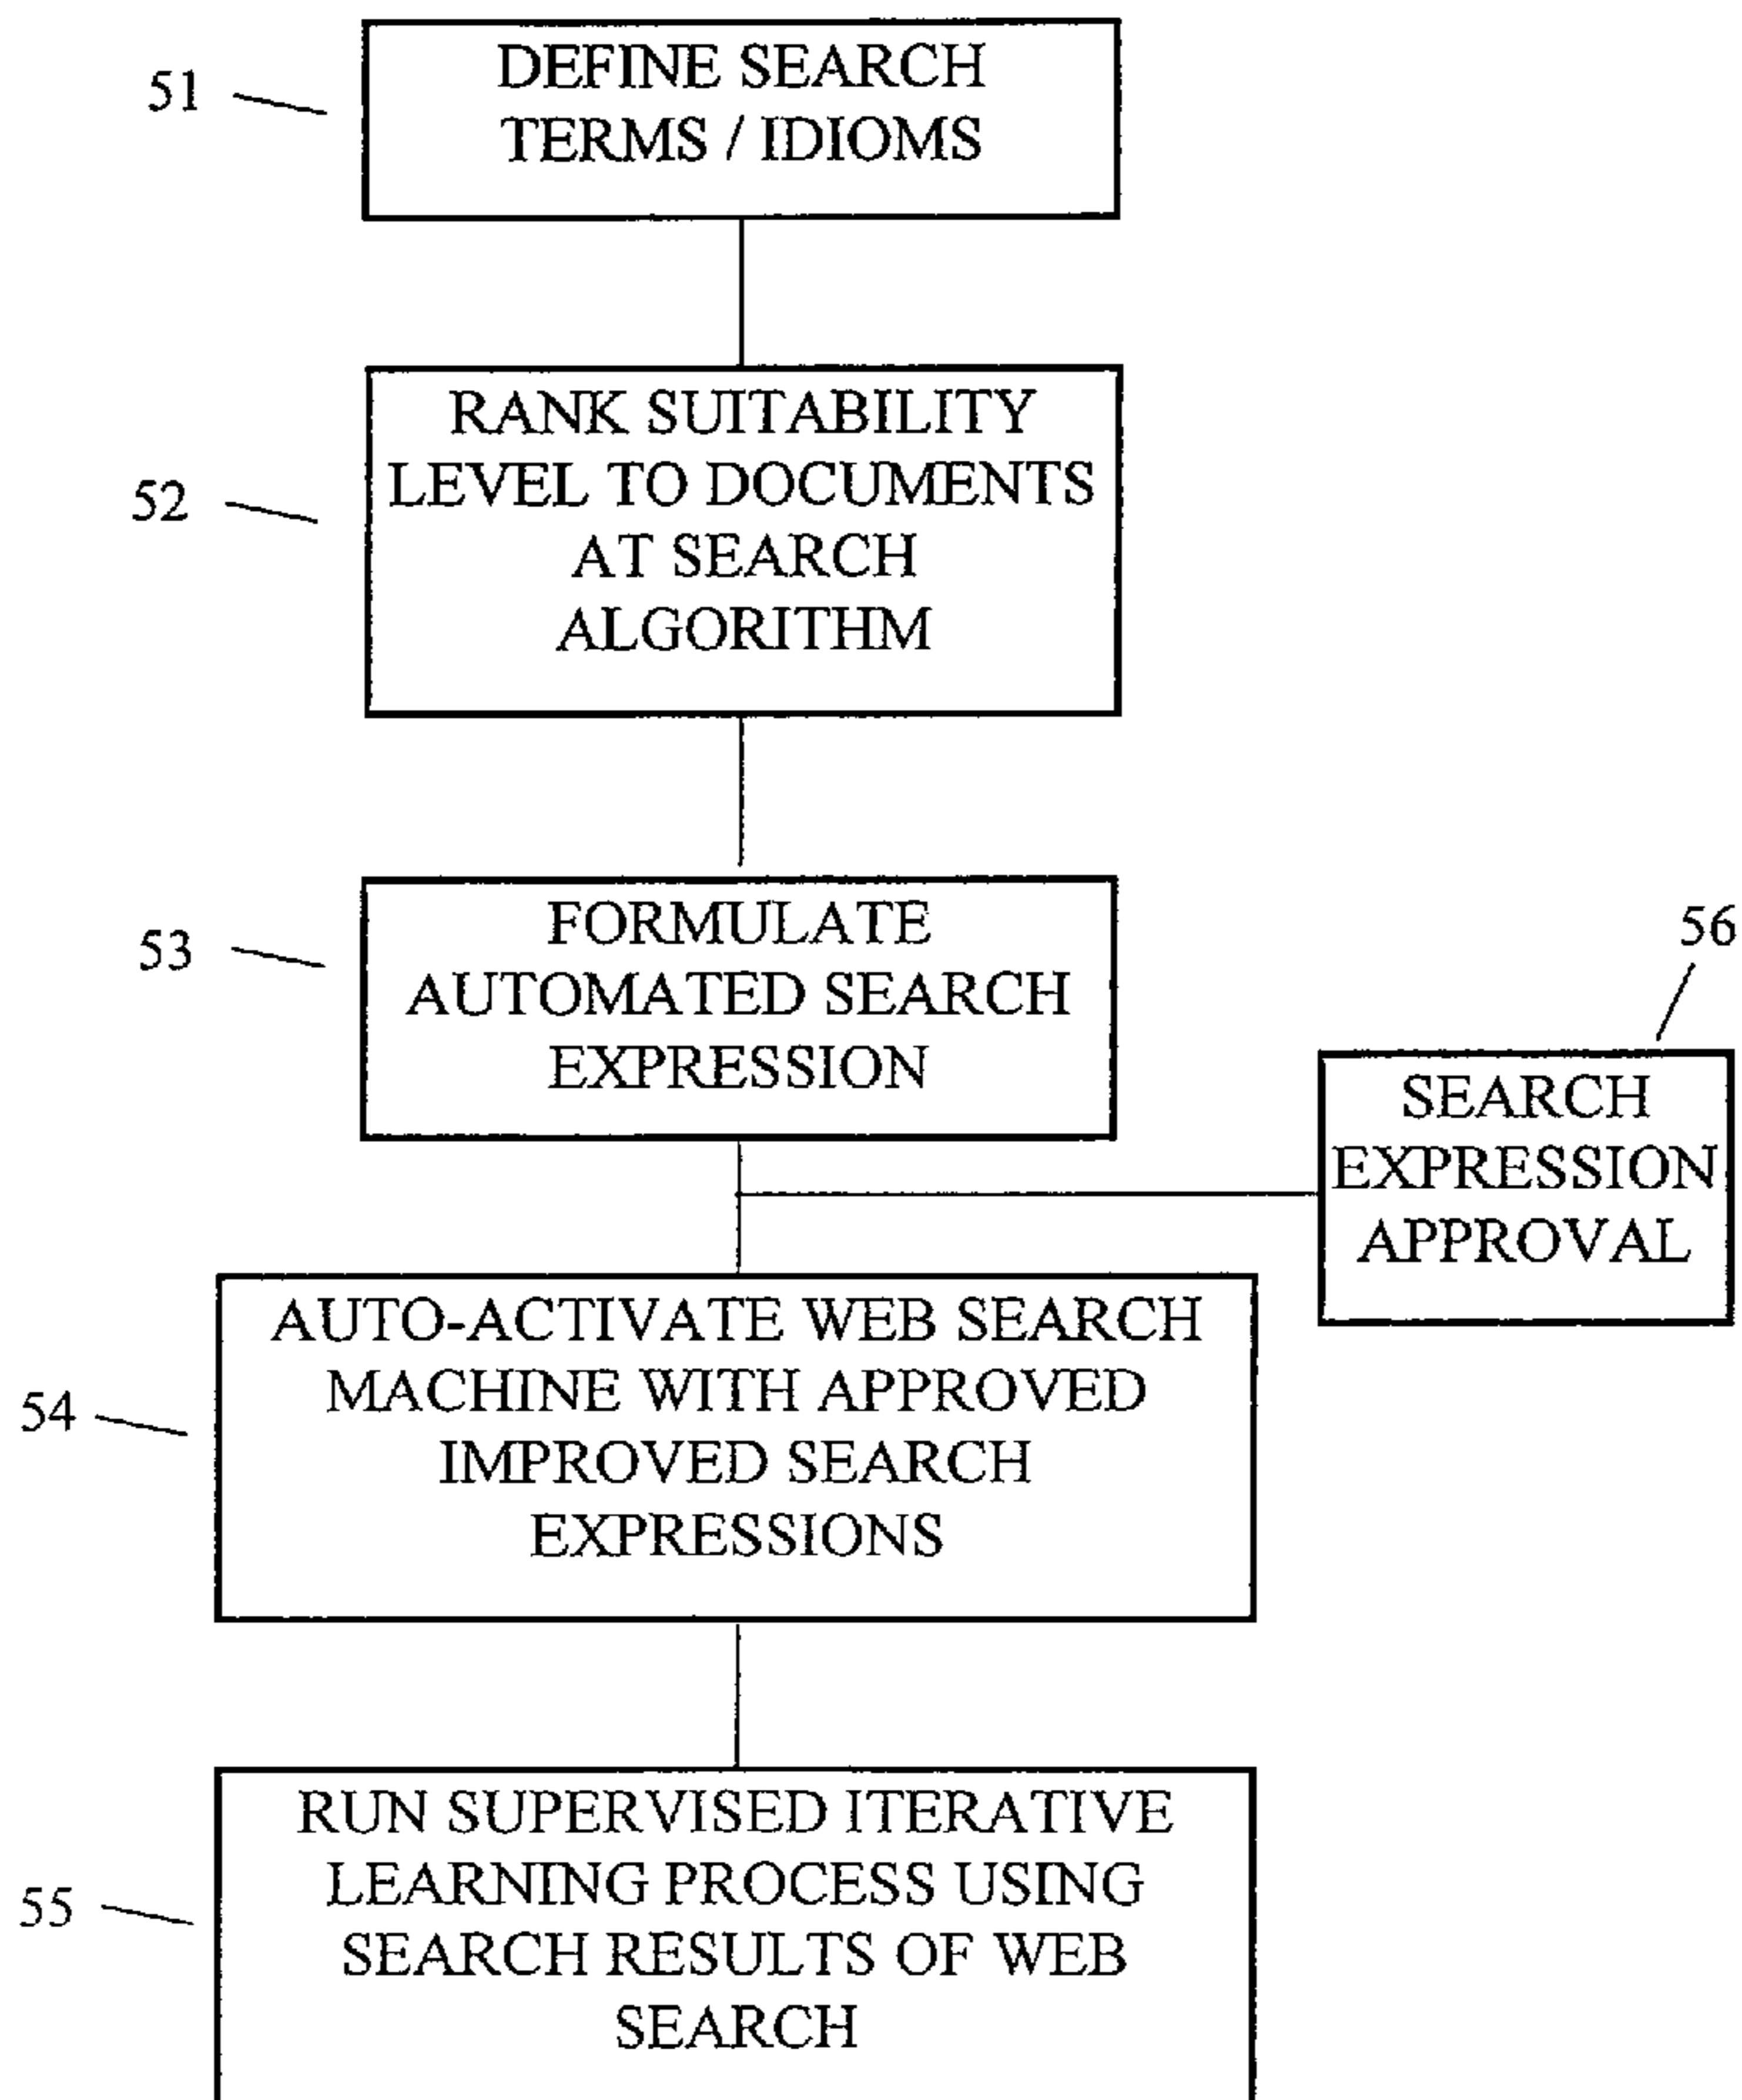 51
DEFINE SEARCH
TERMS / IDIOMS
52
RANK SUITABILITY
LEVEL TO DOCUMENTS
AT SEARCH
ALGORITHM
53
FORMULATE
AUTOMATED SEARCH
EXPRESSION
56
SEARCH
EXPRESSION
APPROVAL
54
AUTO-ACTIVATE WEB SEARCH
MACHINE WITH APPROVED
IMPROVED SEARCH
EXPRESSIONS
55
RUN SUPERVISED ITERATIVE
LEARNING PROCESS USING
SEARCH RESULTS OF WEB
SEARCH